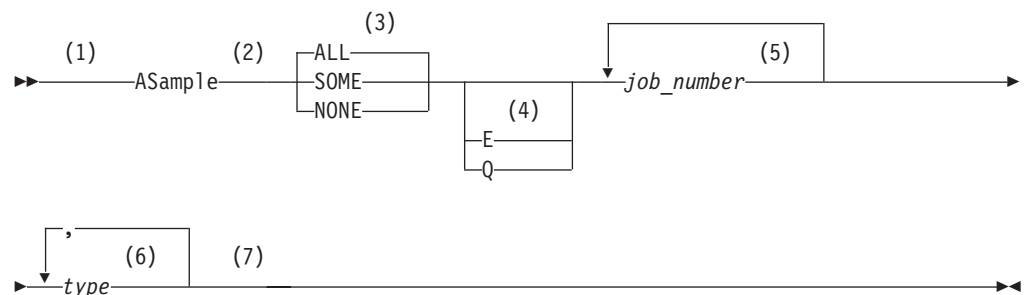 (1)
ASample
(2)
(3)
ALL
SOME
NONE
(4)
E
Q
job_number
(5)
,
type
(6)
(7)